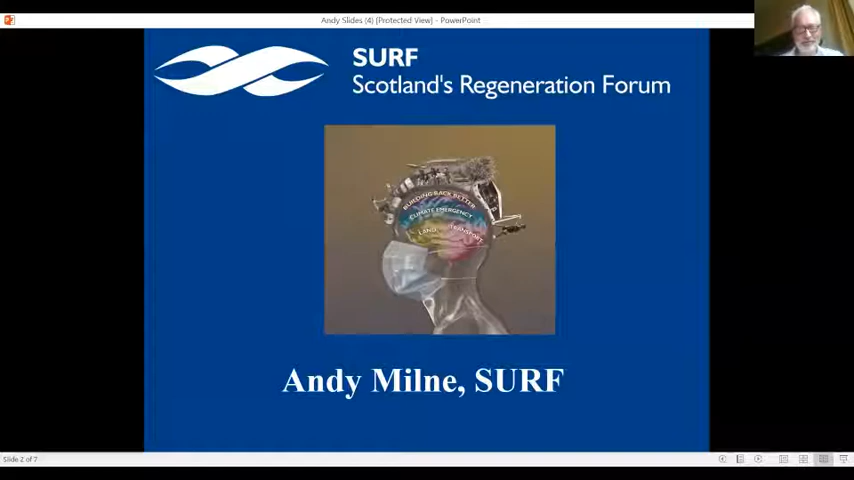 Andy Slides (4) [Protected View] - PowerPoint
SURF
Scotland's Regeneration Forum
BUILDING BACK BETTER
CLIMATE EMERGENCY
LAND TRANSPORT
Andy Milne, SURF
Slide 2 of 7